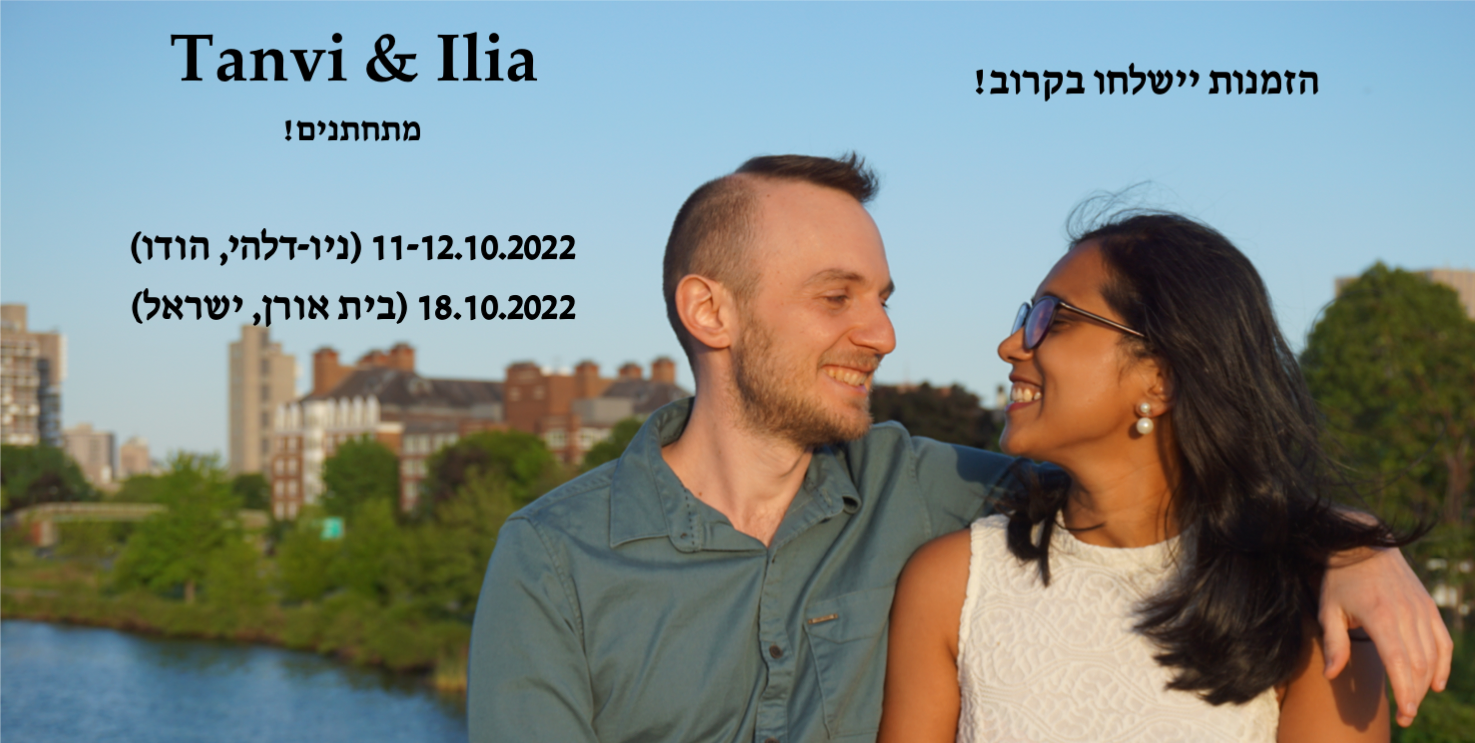 Tanvi & Ilia
מתחתנים!
11-12.10.2022 (ניו-דלהי, הודו)
18.10.2022 (בית אורן, ישראל)
הזמנות יישלחו בקרוב!